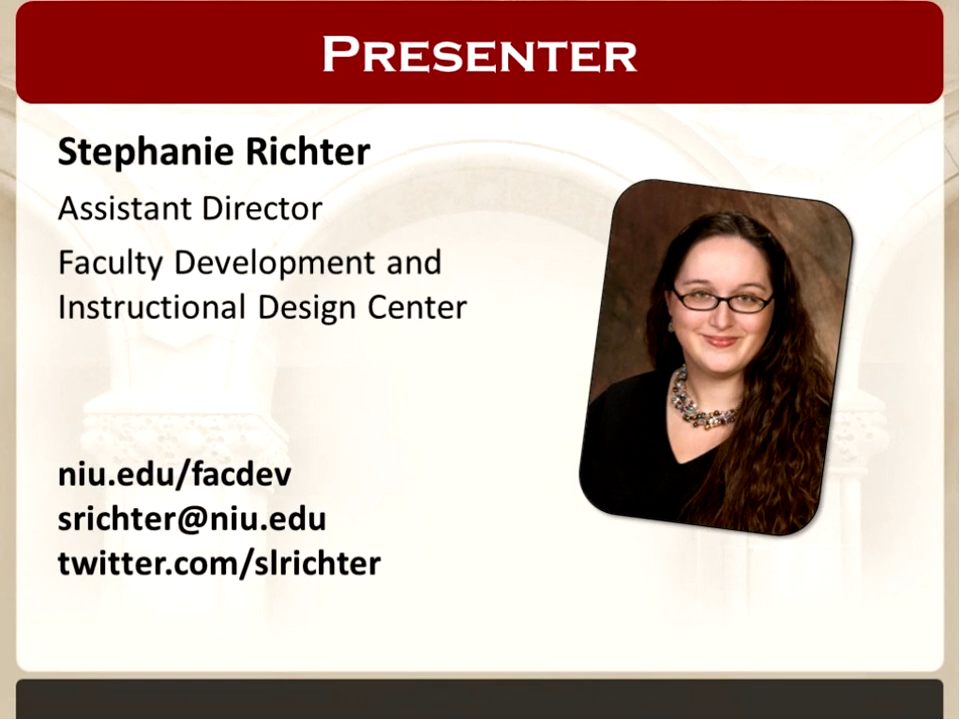 PRESENTER
Stephanie Richter
Assistant Director
Faculty Development and
Instructional Design Center
niu.edu/facdev
srichter@niu.edu
twitter.com/slrichter